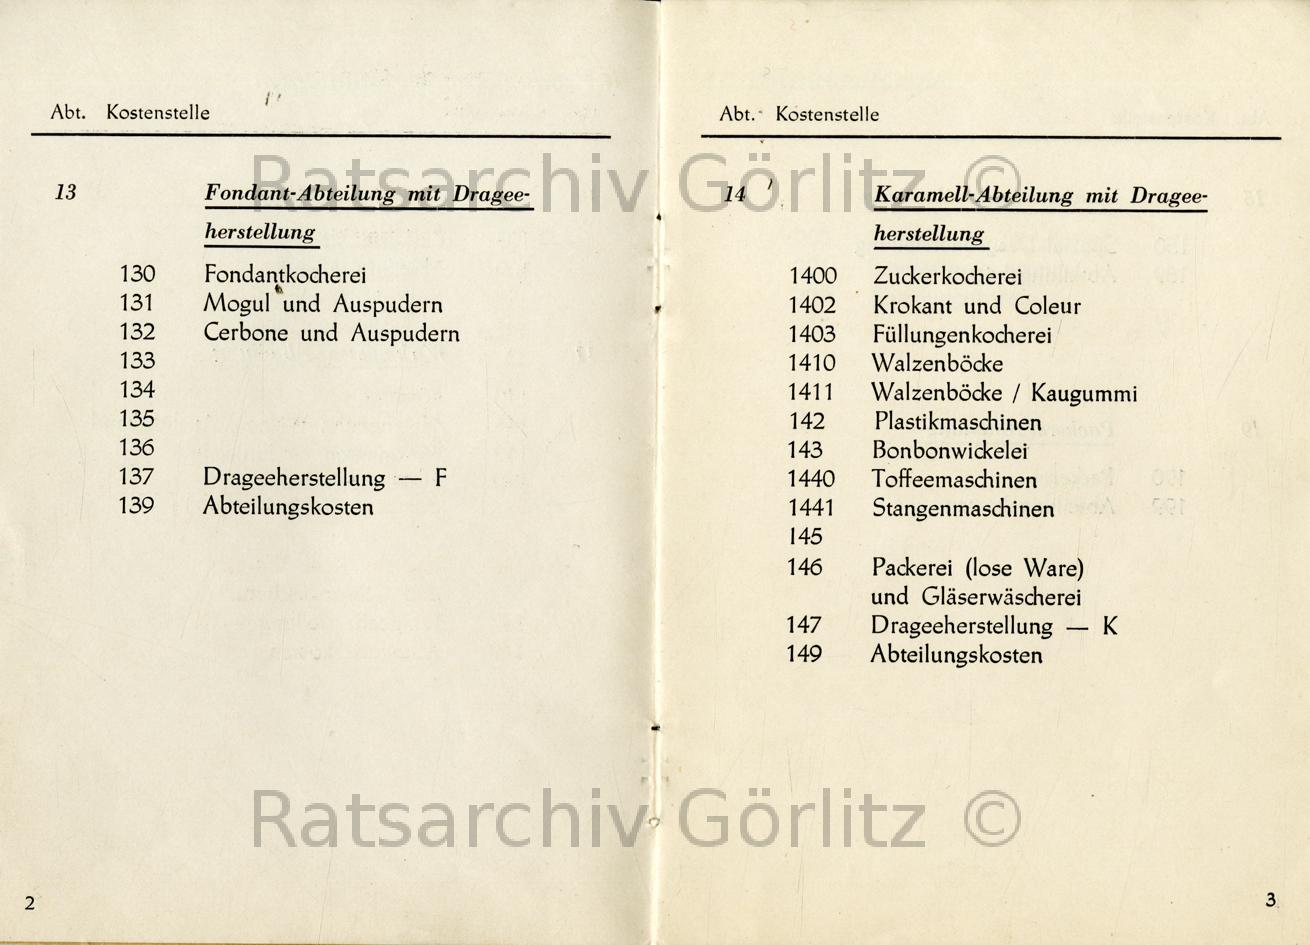 Abt. Kostenstelle
13 Fondant-Abteilung mit Dragee-
herstellung
130 Fondantkocherei
131 Mogul und Auspudern
132 Cerbone und Auspudern
133
134
135
136
137 Drageeherstellung — F
139 Abteilungskosten
2
Abt. Kostenstelle
14 Karamell-Abteilung mit Dragee-
herstellung
1400 Zuckerkocherei
1402 Krokant und Coleur
1403 Füllungenkocherei
1410 Walzenböcke
1411 Walzenböcke / Kaugummi
142 Plastikmaschinen
143 Bonbonwickelei
1440 Toffeemaschinen
1441 Stangenmaschinen
145
146 Packerei (lose Ware)
und Gläserwäscherei
147 Drageeherstellung — K
149 Abteilungskosten
3
Ratsarchiv Görlitz ©
Ratsarchiv Görlitz ©